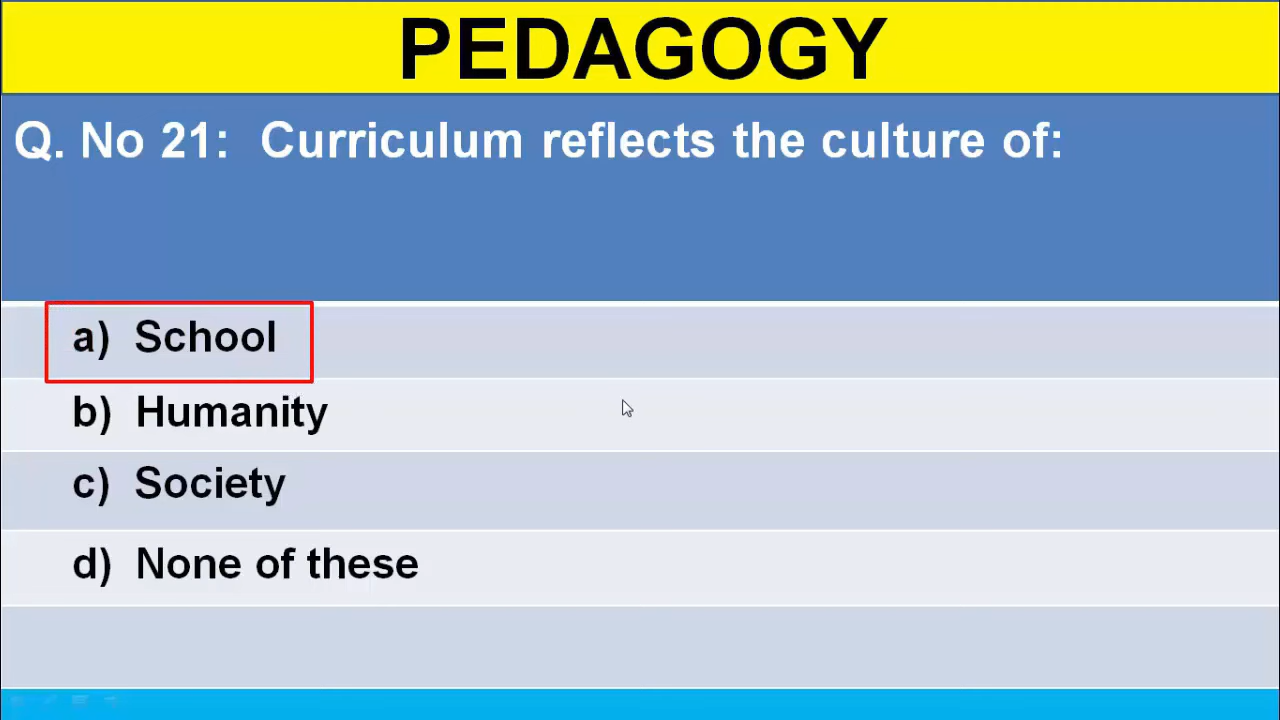 PEDAGOGY
Q. No 21: Curriculum reflects the culture of:
a) School
b) Humanity
c) Society
d) None of these